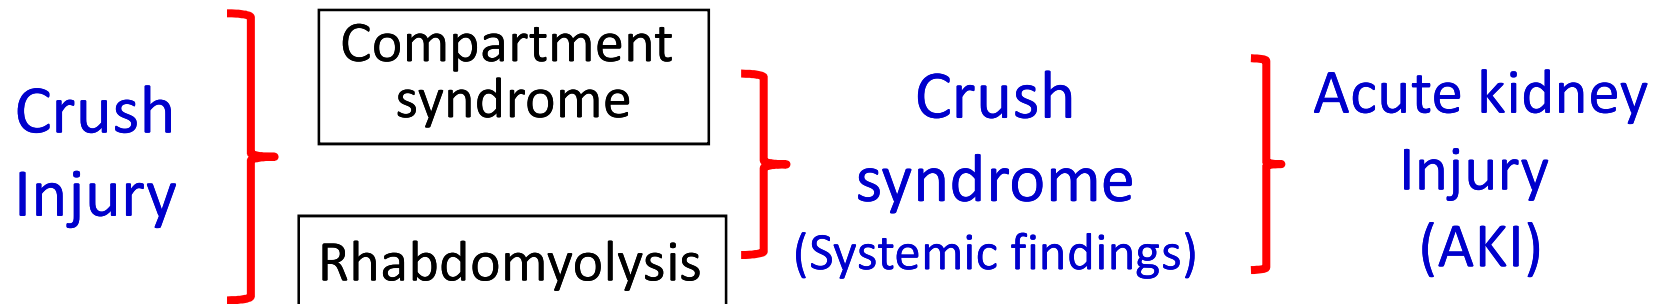 Crush
Injury
Compartment
syndrome
Rhabdomyolysis
Crush
syndrome
(Systemic findings)
Acute kidney
Injury
(AKI)